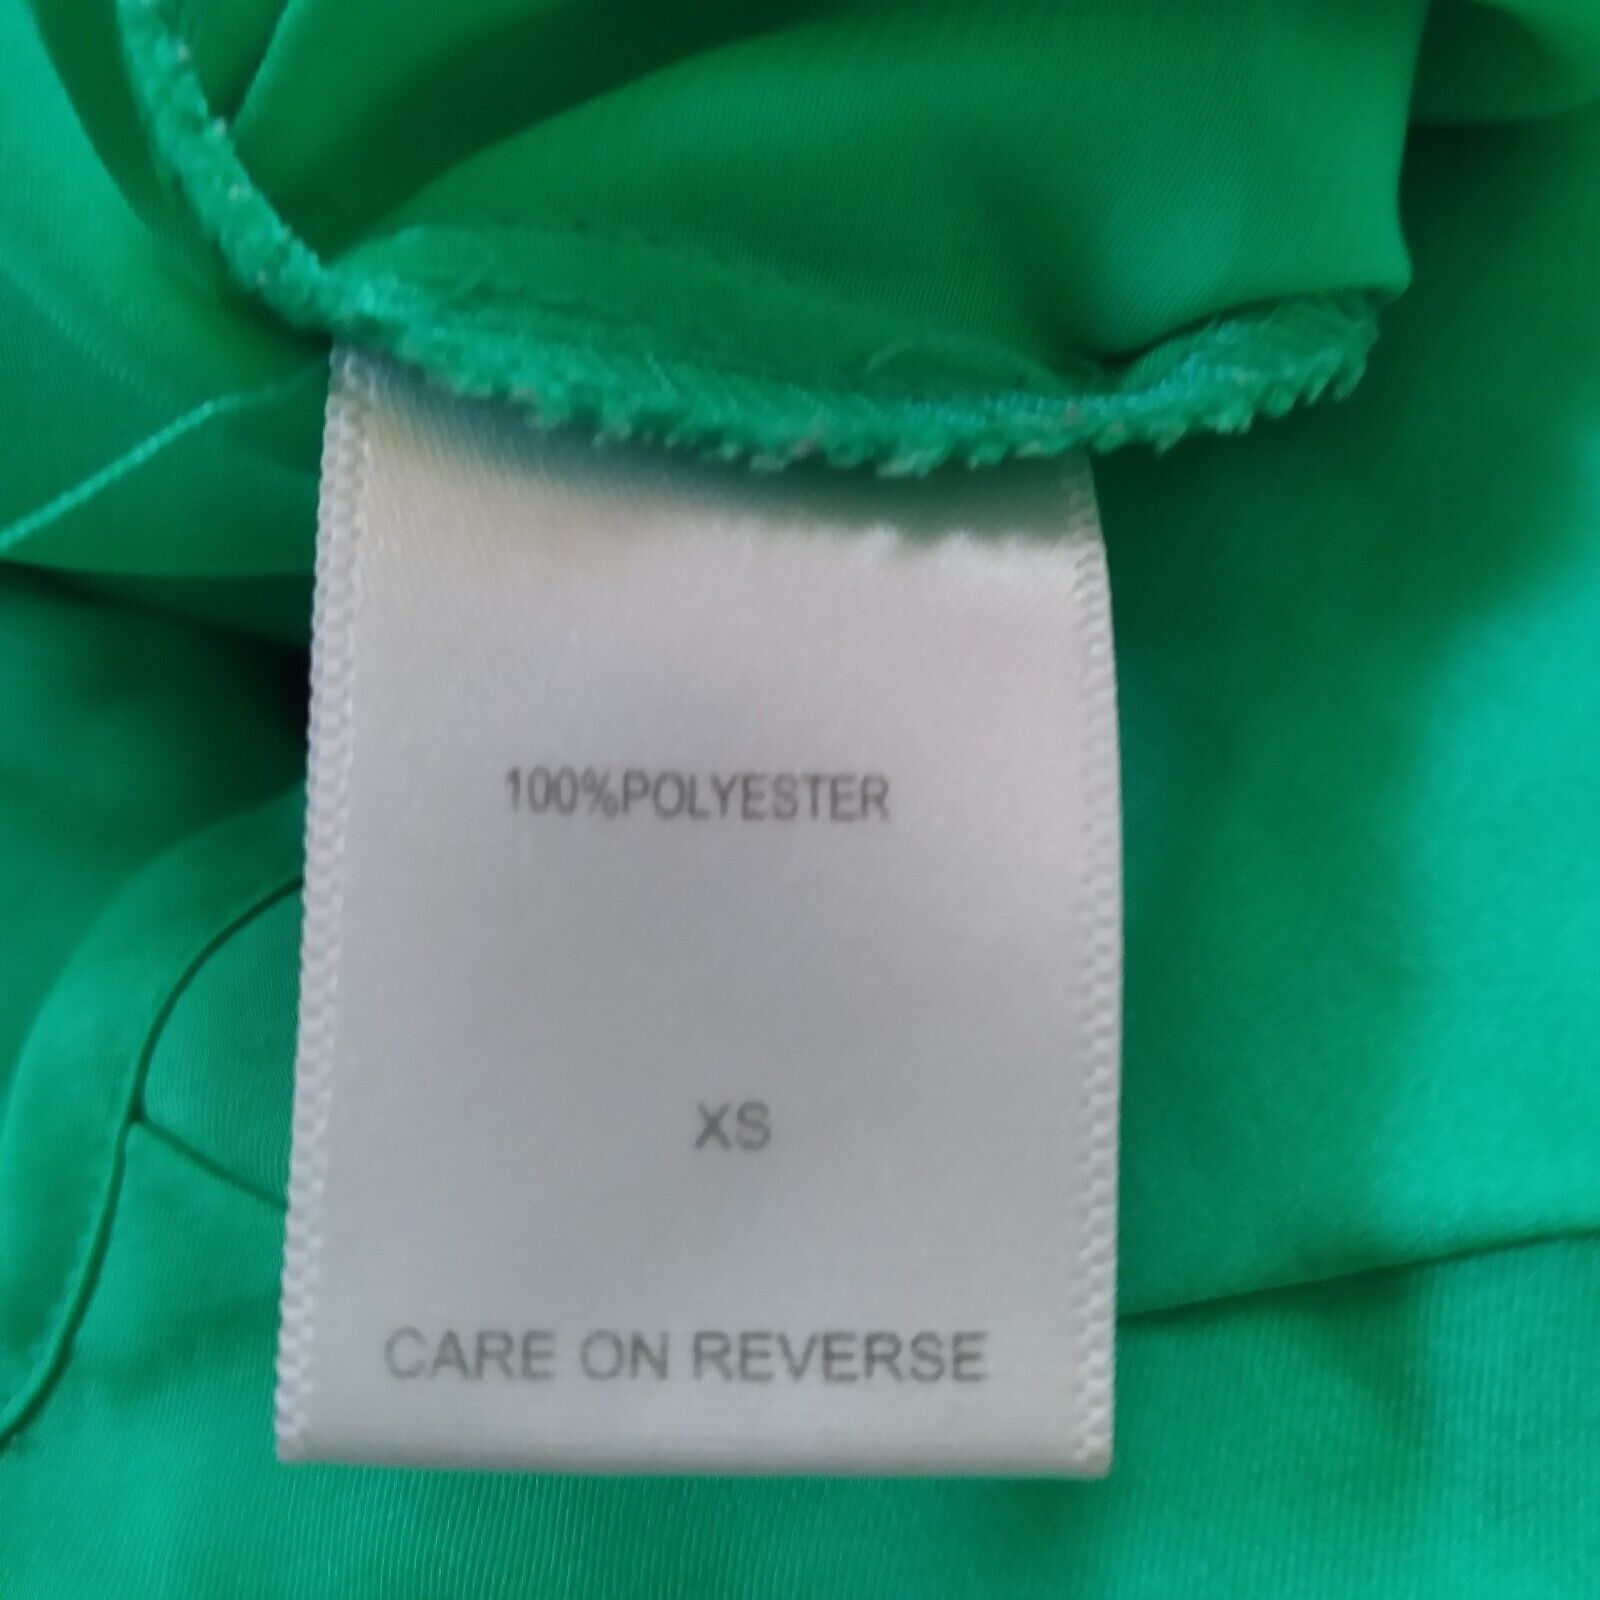 100%POLYESTER
XS
CARE ON REVERSE